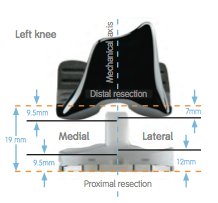 Left knee
Mechanical axis
Distal resection
9.5mm
7mm
19 mm
Medial
Lateral
9.5mm
12mm
Proximal resection